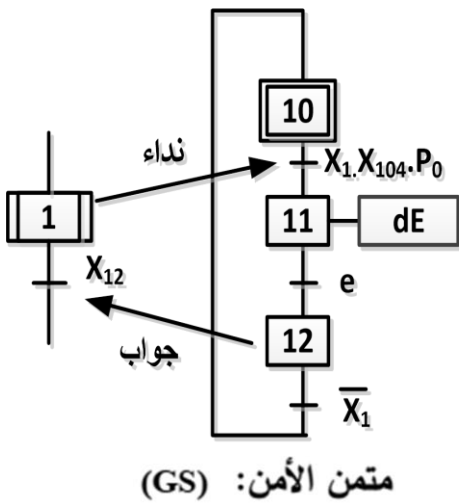 10
نداء
X₁.X₁₀₄.P₀
1
11
dE
X₁₂
e
12
جواب
X̅₁
متمن الأمن: (GS)